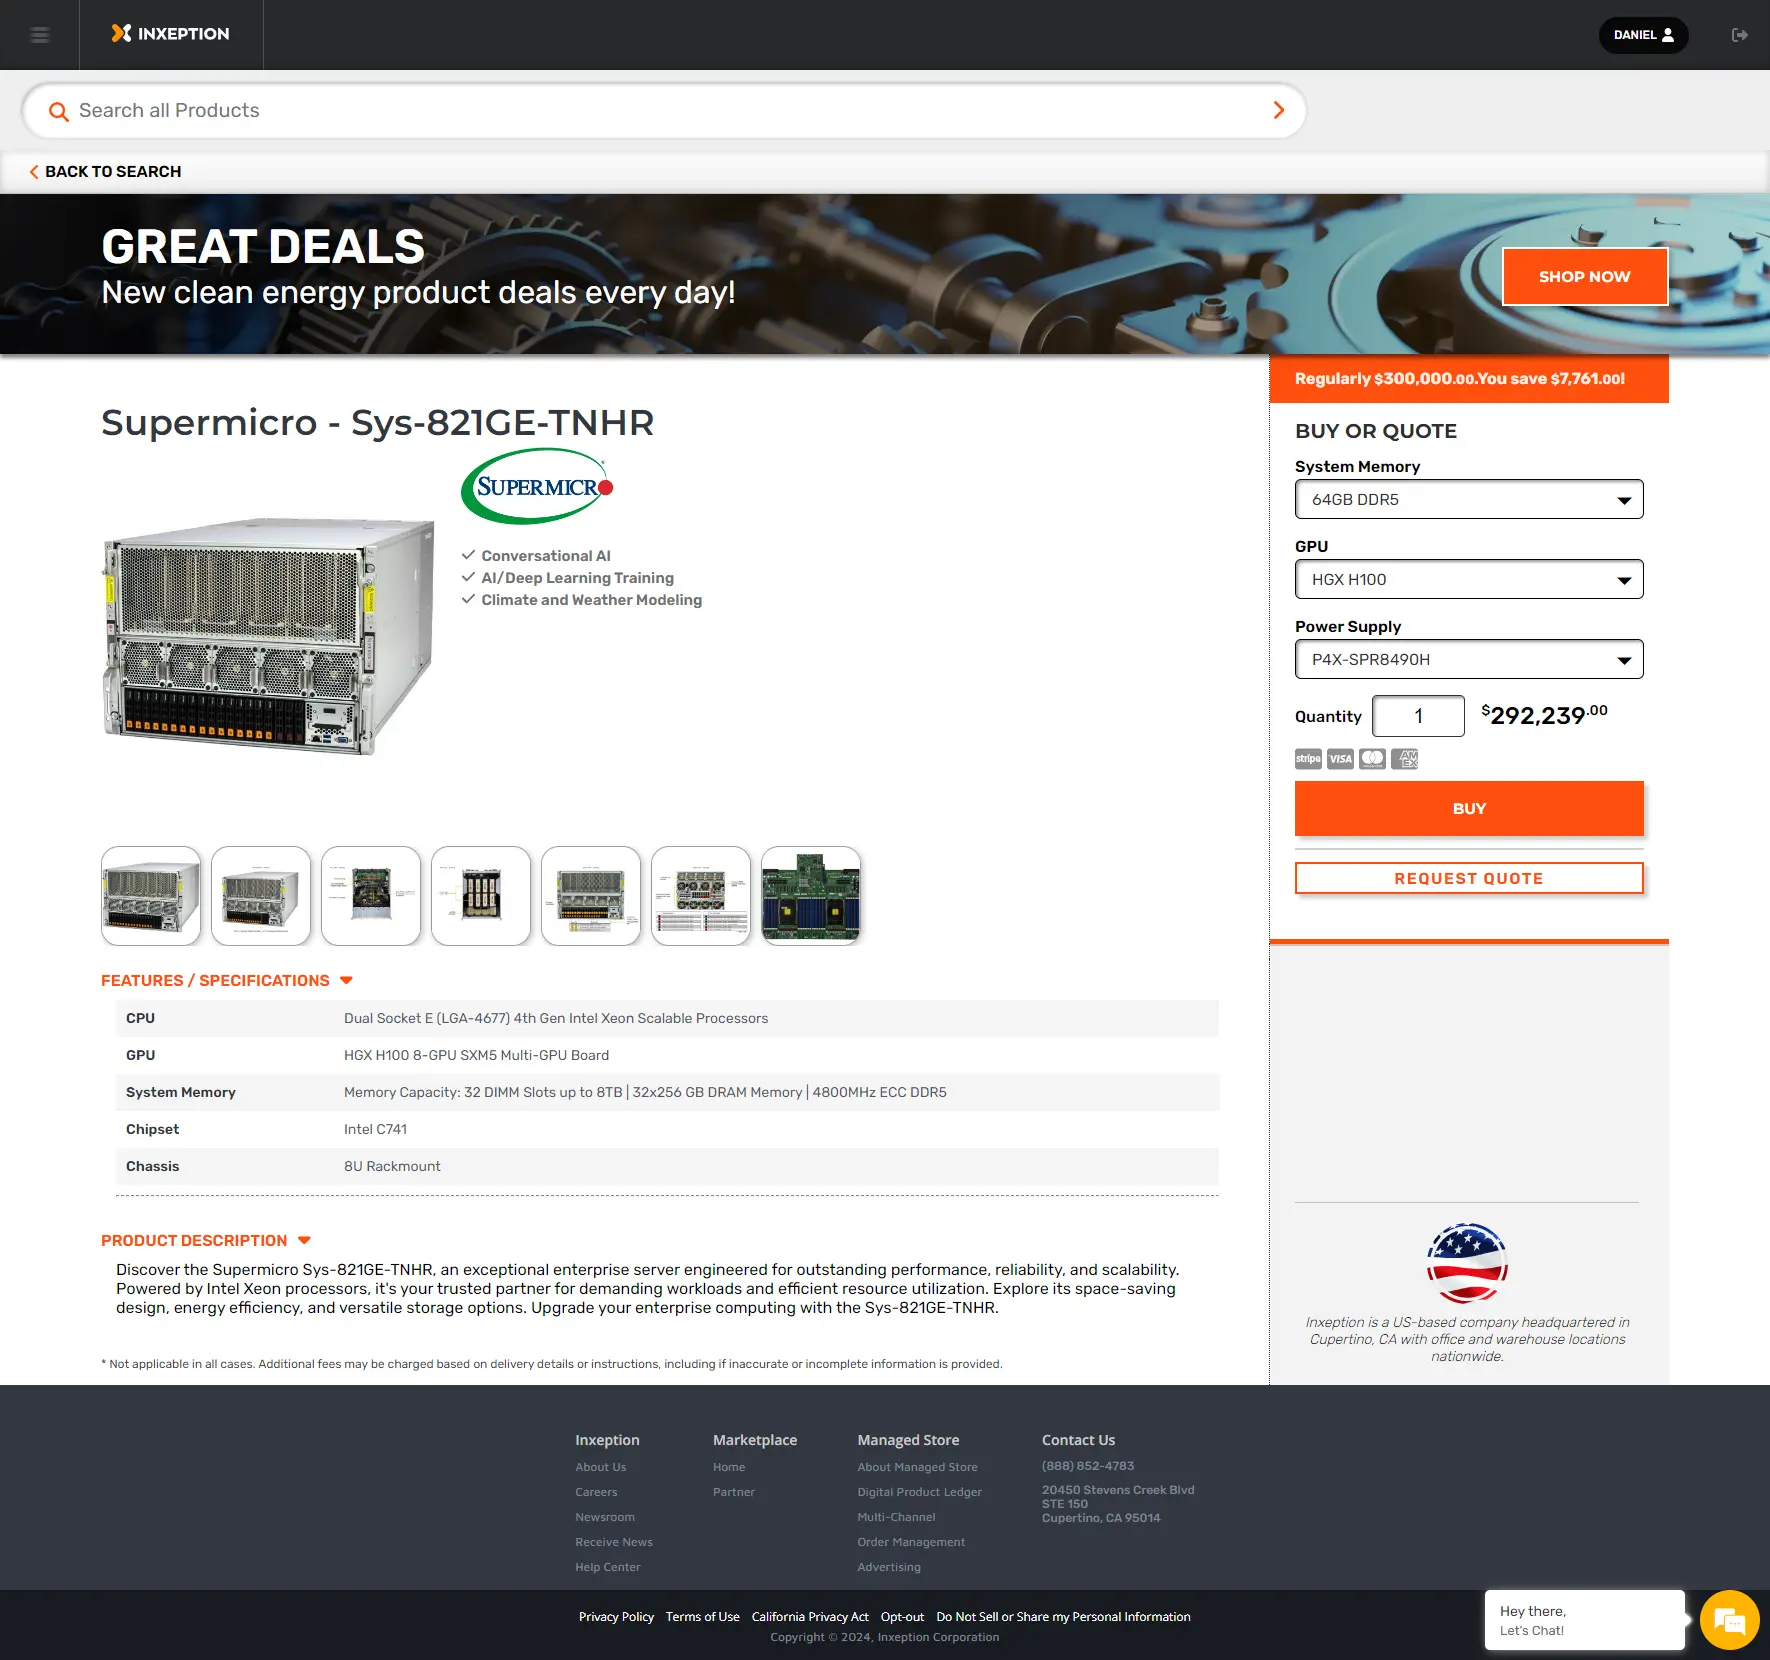 INXEPTION
DANIEL
Search all Products
BACK TO SEARCH
GREAT DEALS
New clean energy product deals every day!
SHOP NOW
Supermicro - Sys-821GE-TNHR
SUPERMICRO
Conversational AI
AI/Deep Learning Training
Climate and Weather Modeling
Regularly $300,000.00.You save $7,761.00!
BUY OR QUOTE
System Memory
64GB DDR5
GPU
HGX H100
Power Supply
P4X-SPR8490H
Quantity 1 $292,239.00
stripe VISA AMEX
BUY
REQUEST QUOTE
FEATURES / SPECIFICATIONS
CPU Dual Socket E (LGA-4677) 4th Gen Intel Xeon Scalable Processors
GPU HGX H100 8-GPU SXM5 Multi-GPU Board
System Memory Memory Capacity: 32 DIMM Slots up to 8TB | 32x256 GB DRAM Memory | 4800MHz ECC DDR5
Chipset Intel C741
Chassis 8U Rackmount
PRODUCT DESCRIPTION
Discover the Supermicro Sys-821GE-TNHR, an exceptional enterprise server engineered for outstanding performance, reliability, and scalability.
Powered by Intel Xeon processors, it's your trusted partner for demanding workloads and efficient resource utilization. Explore its space-saving
design, energy efficiency, and versatile storage options. Upgrade your enterprise computing with the Sys-821GE-TNHR.
* Not applicable in all cases. Additional fees may be charged based on delivery details or instructions, including if inaccurate or incomplete information is provided.
Inxeption is a US-based company headquartered in
Cupertino, CA with office and warehouse locations
nationwide.
Inxeption
About Us
Careers
Newsroom
Receive News
Help Center
Marketplace
Home
Partner
Managed Store
About Managed Store
Digital Product Ledger
Multi-Channel
Order Management
Advertising
Contact Us
(888) 852-4783
20450 Stevens Creek Blvd
STE 150
Cupertino, CA 95014
Privacy Policy Terms of Use California Privacy Act Opt-out Do Not Sell or Share my Personal Information
Copyright © 2024, Inxeption Corporation
Hey there,
Let's Chat!